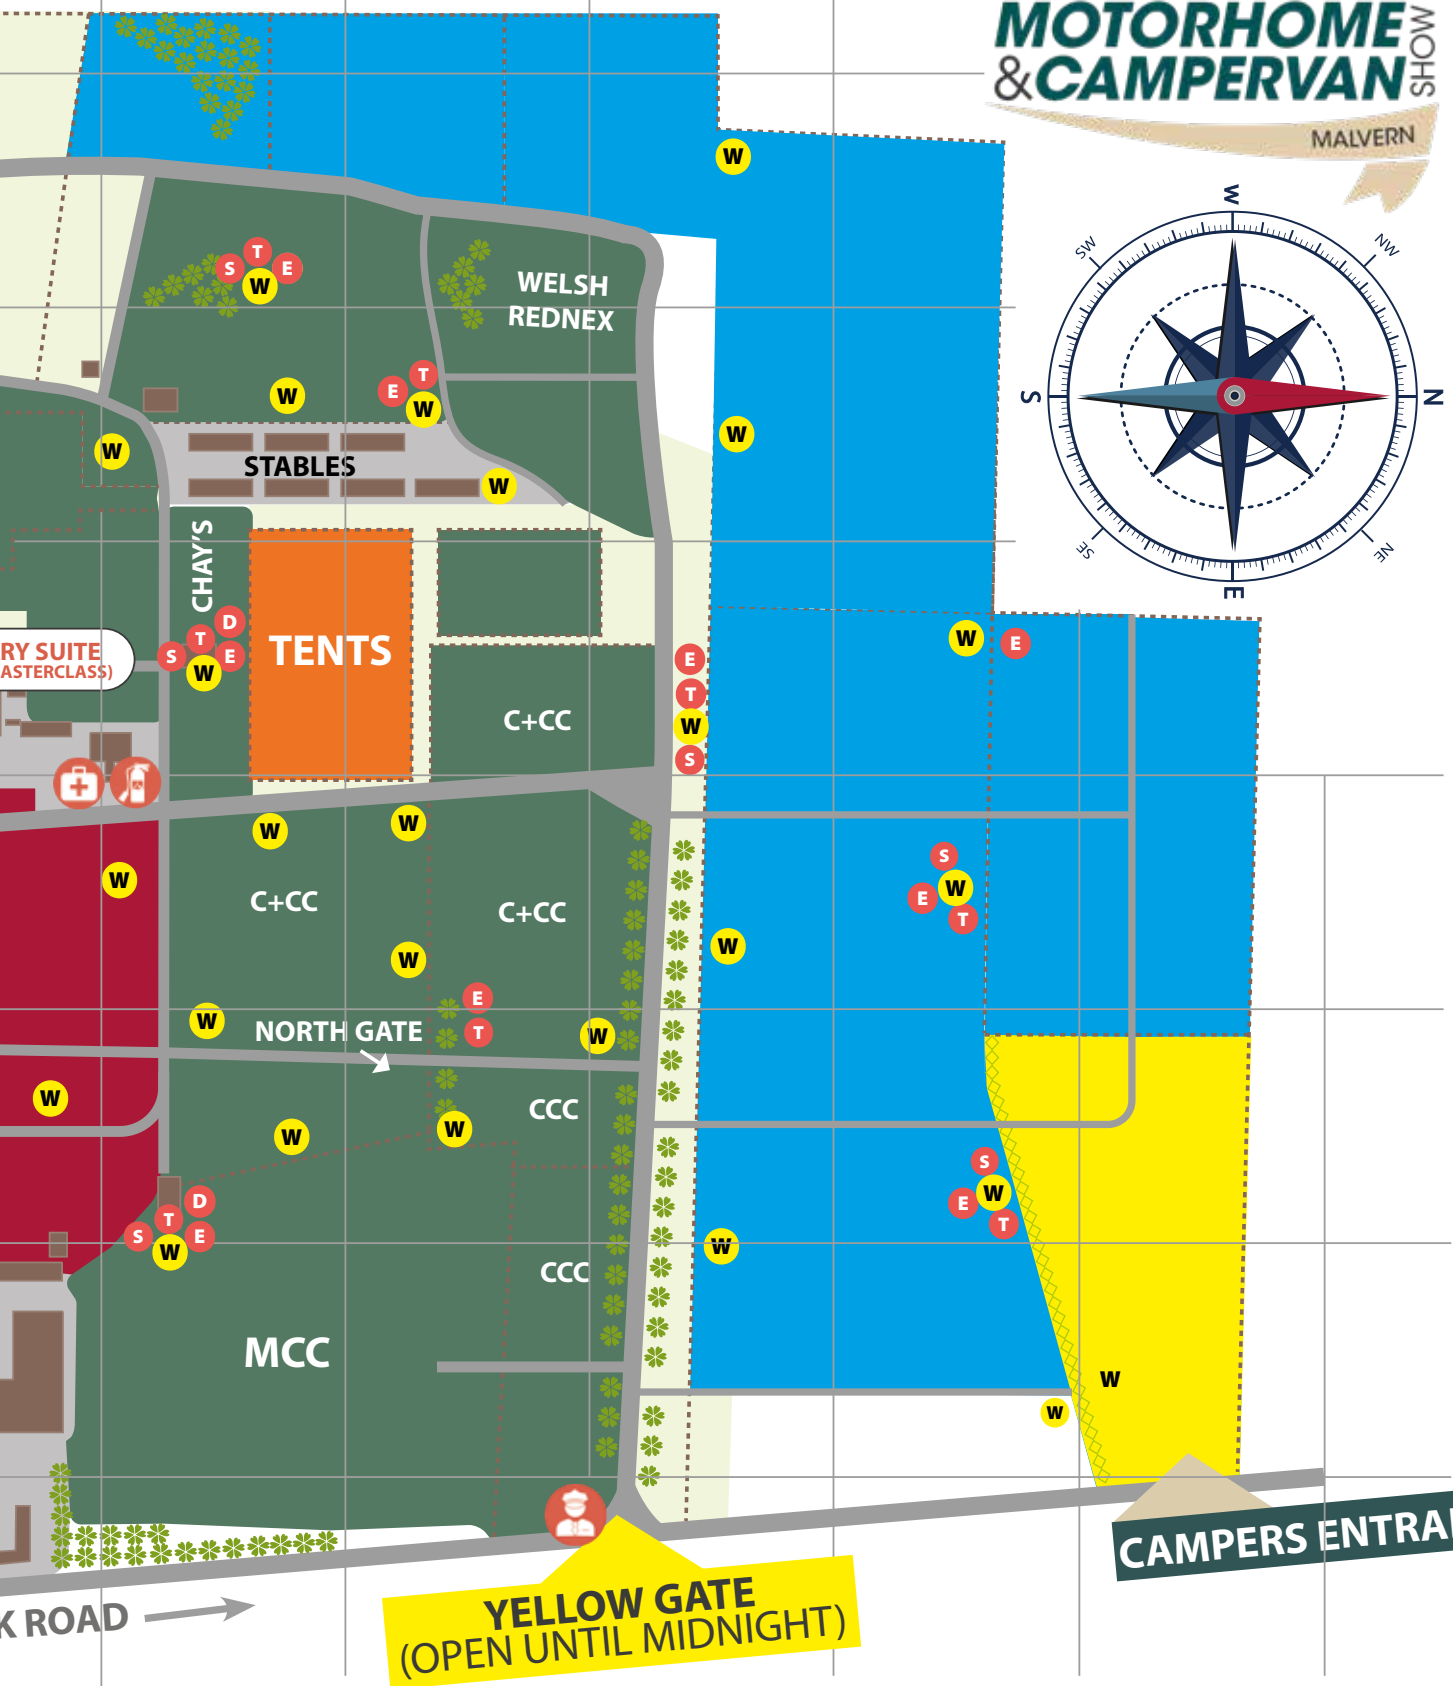 MOTORHOME
&CAMPERVAN
SHOW
MALVERN
W
SW
NW
S
N
SE
NE
E
W
T
S
E
W
WELSH
REDNEX
W
T
E
W
W
W
STABLES
W
CHAY'S
TENTS
D
T
S
E
W
RY SUITE
ASTERCLASS)
C+CC
E
T
W
S
W
E
W
W
W
C+CC
C+CC
S
W
E
T
W
W
W
E
T
NORTH GATE
W
W
W
CCC
W
W
S
W
E
T
D
T
S
E
W
W
CCC
MCC
W
W
CAMPERS ENTRA
YELLOW GATE
(OPEN UNTIL MIDNIGHT)
K ROAD